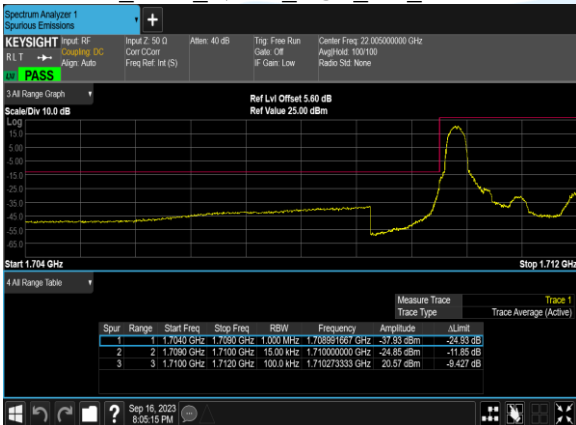 Spectrum Analyzer 1
Spurious Emissions
+
KEYSIGHT Input: RF Input Z: 50 Ω Atten: 40 dB Trig: Free Run Center Freq: 22.005000000 GHz
RLT Coupling: DC Corr CCorr Gate: Off Avg|Hold: 100/100
Align: Auto Freq Ref: Int (S) IF Gain: Low Radio Std: None
PASS
3 All Range Graph
Ref Lvl Offset 5.60 dB
Scale/Div 10.0 dB Ref Value 25.00 dBm
Log
15.0
5.00
-5.00
-15.0
-25.0
-35.0
-45.0
-55.0
-65.0
Start 1.704 GHz Stop 1.712 GHz
4 All Range Table
Measure Trace Trace 1
Trace Type Trace Average (Active)
Spur Range Start Freq Stop Freq RBW Frequency Amplitude ΔLimit
1 1 1.7040 GHz 1.7090 GHz 1.000 MHz 1.708991667 GHz -37.93 dBm -24.93 dB
2 2 1.7090 GHz 1.7100 GHz 15.00 kHz 1.710000000 GHz -24.85 dBm -11.85 dB
3 3 1.7100 GHz 1.7120 GHz 100.0 kHz 1.710273333 GHz 20.57 dBm -9.427 dB
? Sep 16, 2023
8:05:15 PM